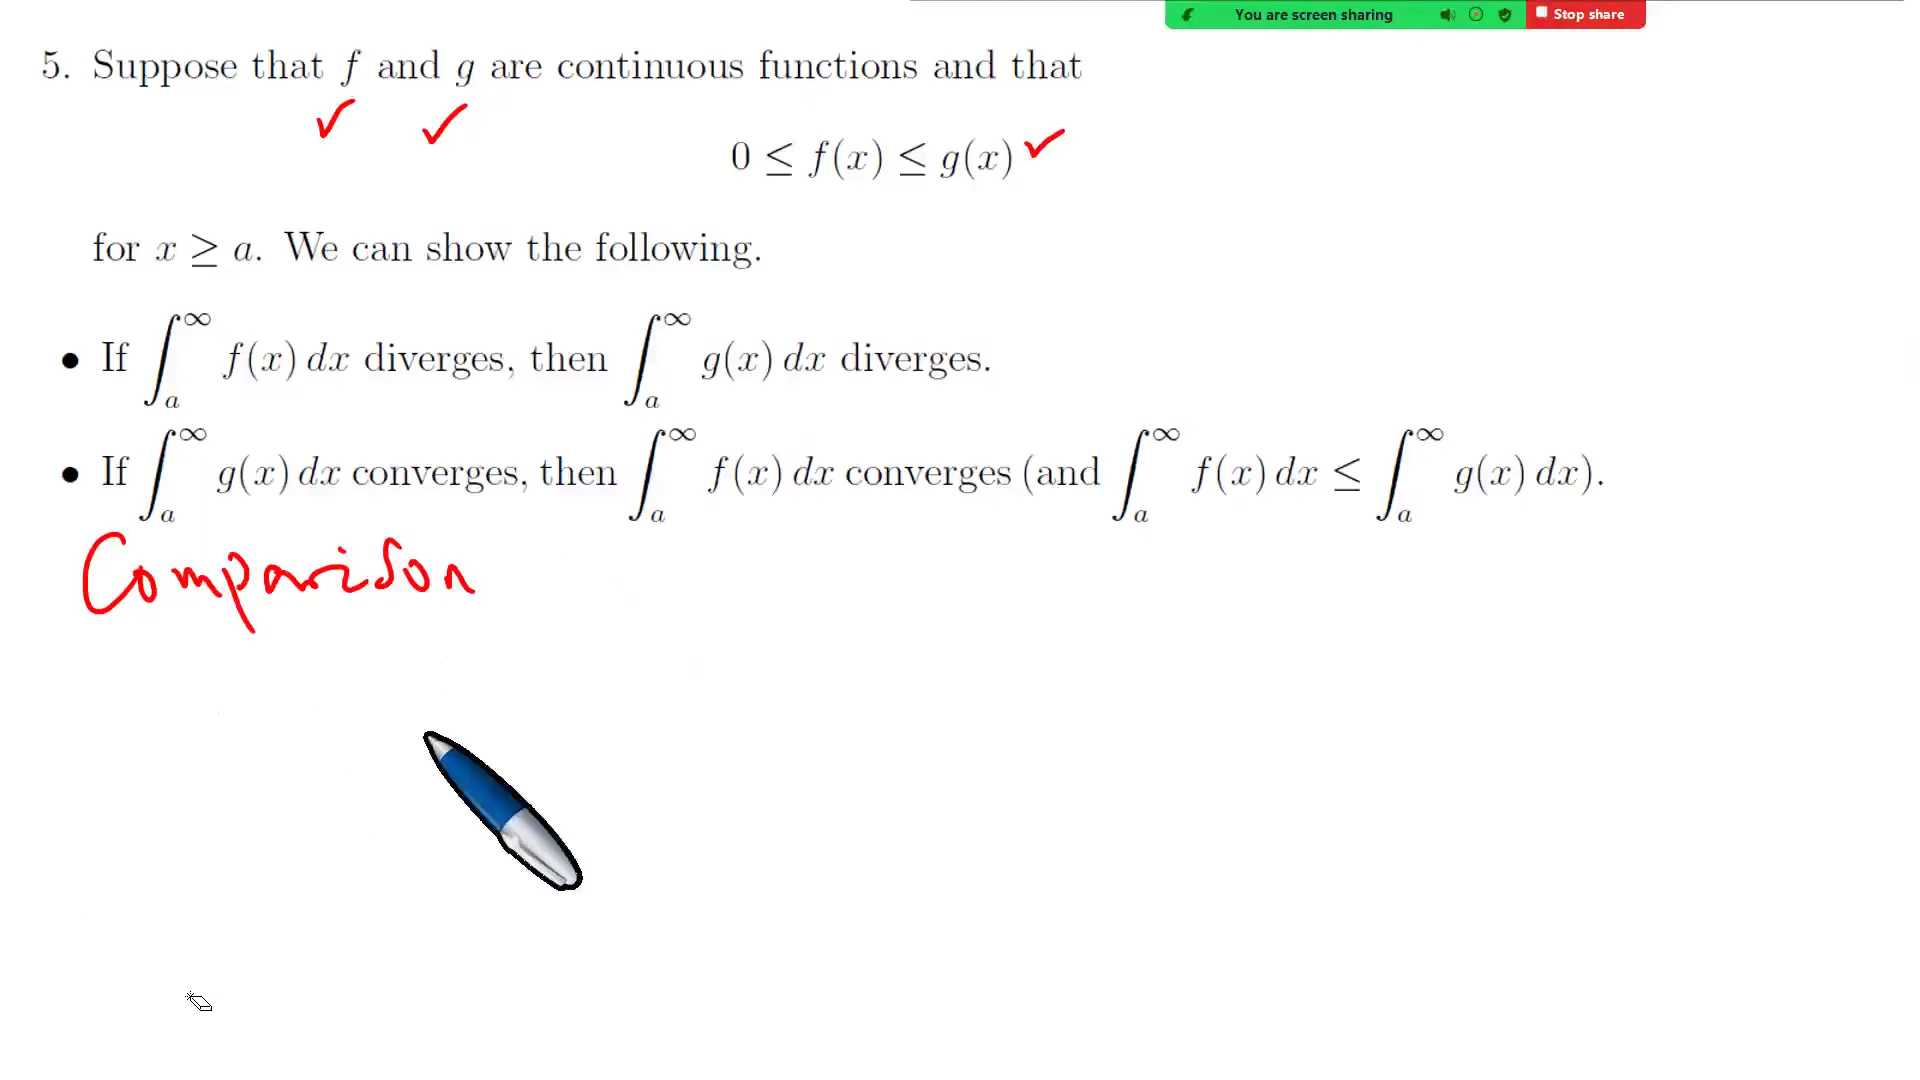 You are screen sharing Stop share
5. Suppose that f and g are continuous functions and that
0 ≤ f(x) ≤ g(x)
for x ≥ a. We can show the following.
• If ∫_a^∞ f(x) dx diverges, then ∫_a^∞ g(x) dx diverges.
• If ∫_a^∞ g(x) dx converges, then ∫_a^∞ f(x) dx converges (and ∫_a^∞ f(x) dx ≤ ∫_a^∞ g(x) dx).
Comparison